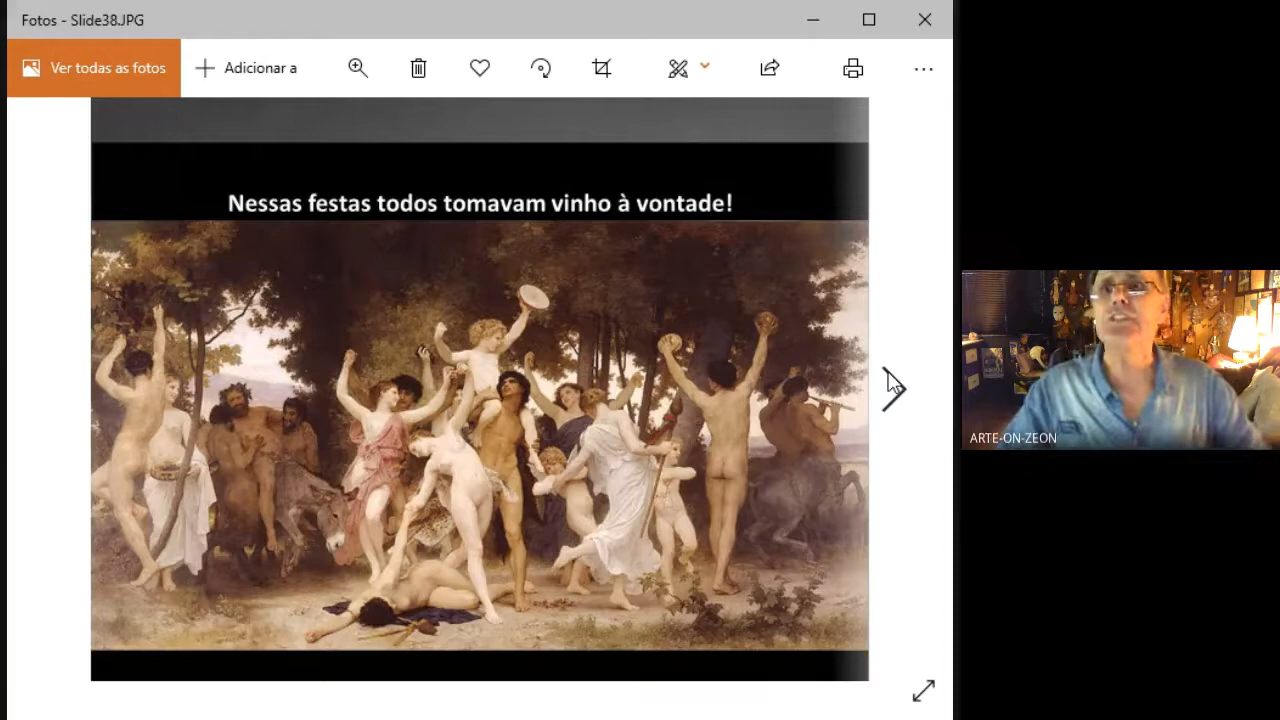 Fotos - Slide38.JPG
Ver todas as fotos
Adicionar a
Nessas festas todos tomavam vinho à vontade!
ARTE-ON-ZEON